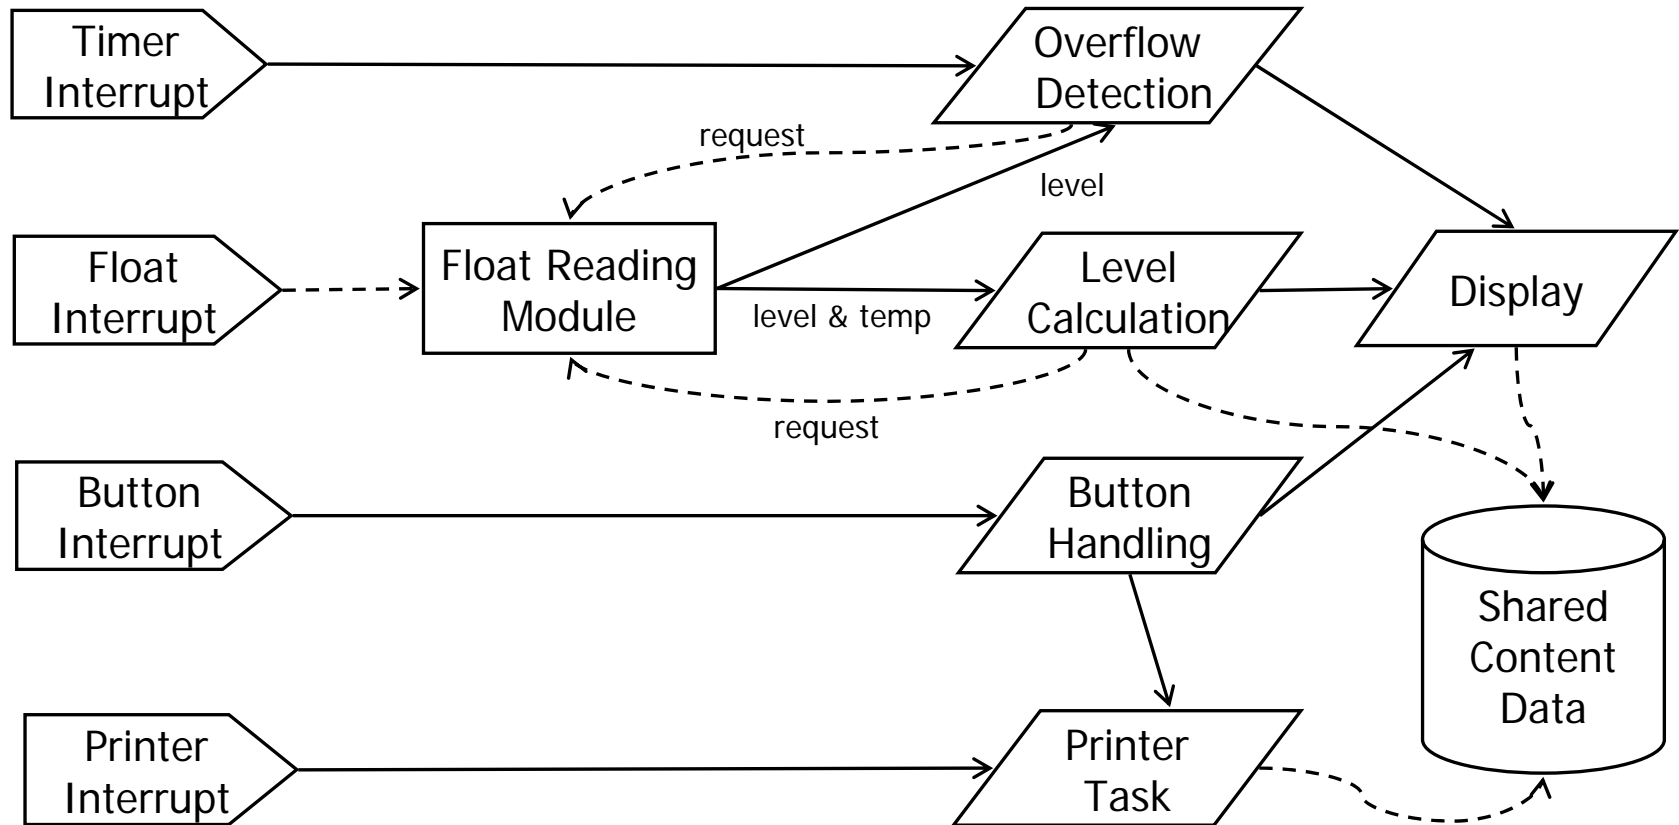 Timer
Interrupt
Overflow
Detection
request
level
Float
Interrupt
Float Reading
Module
level & temp
Level
Calculation
Display
request
Button
Interrupt
Button
Handling
Shared
Content
Data
Printer
Interrupt
Printer
Task